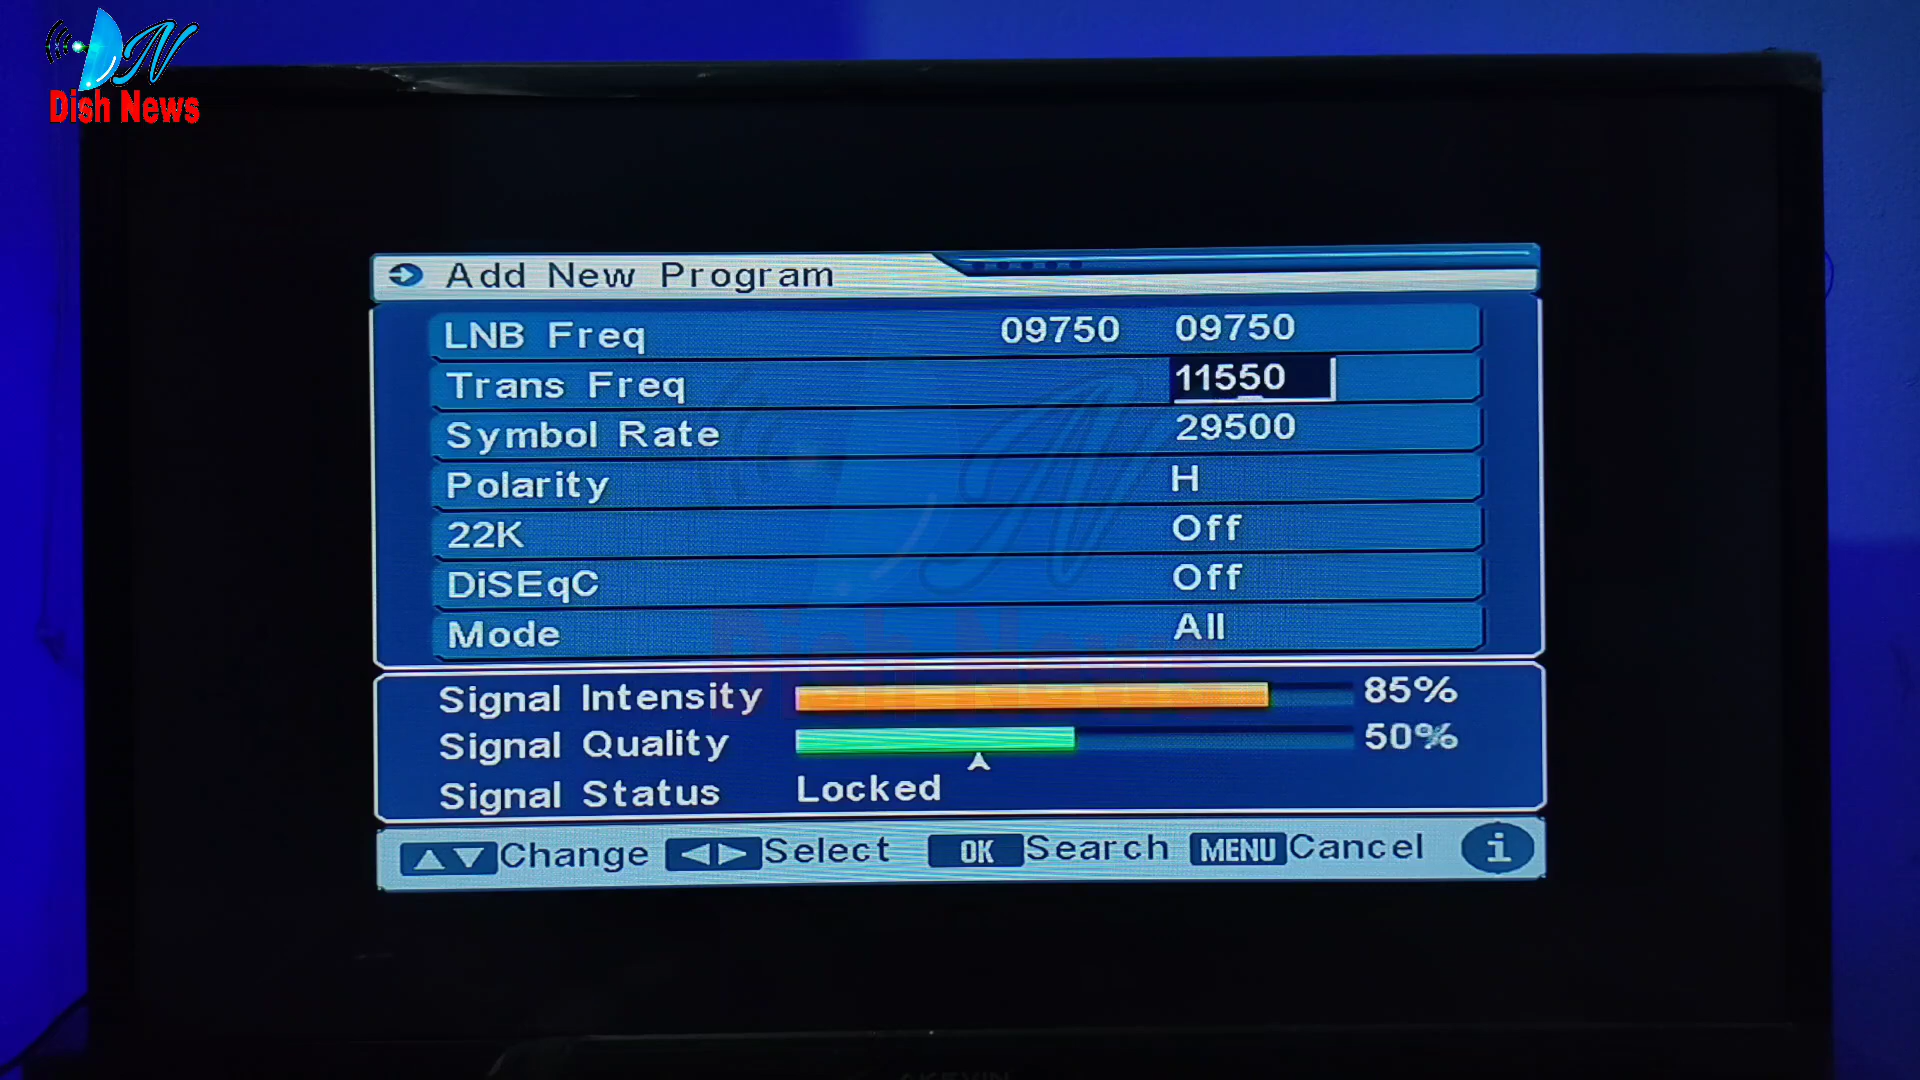 DN
Dish News
Add New Program
LNB Freq 09750 09750
Trans Freq 11550
Symbol Rate 29500
Polarity H
22K Off
DiSEqC Off
Mode All
Signal Intensity 85%
Signal Quality 50%
Signal Status Locked
Change Select OK Search MENU Cancel i